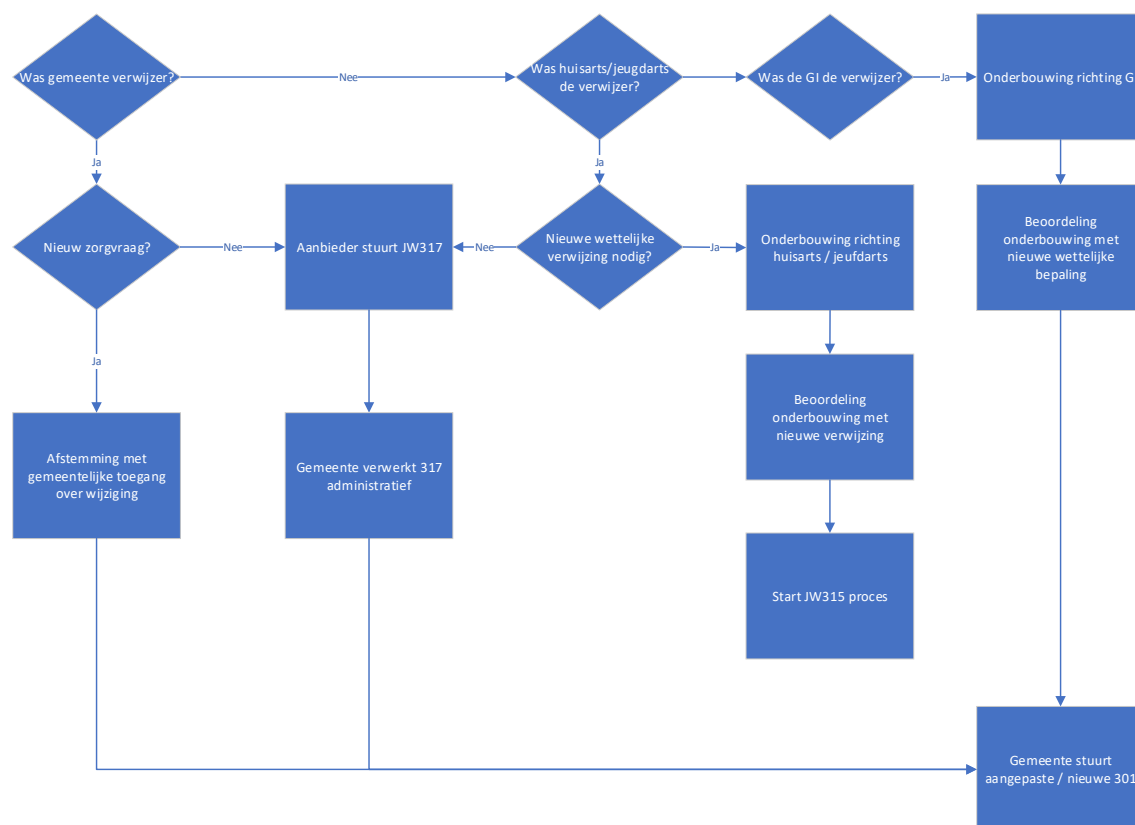 Was gemeente verwijzer?
Nee
Was huisarts/jeugdarts
de verwijzer?
Was de GI de verwijzer?
Ja
Onderbouwing richting G
Ja
Ja
Nieuw zorgvraag?
Nee
Aanbieder stuurt JW317
Nee
Nieuwe wettelijke
verwijzing nodig?
Ja
Onderbouwing richting
huisarts / jeufdarts
Beoordeling
onderbouwing met
nieuwe wettelijke
bepaling
Ja
Afstemming met
gemeentelijke toegang
over wijziging
Gemeente verwerkt 317
administratief
Beoordeling
onderbouwing met
nieuwe verwijzing
Start JW315 proces
Gemeente stuurt
aangepaste / nieuwe 301